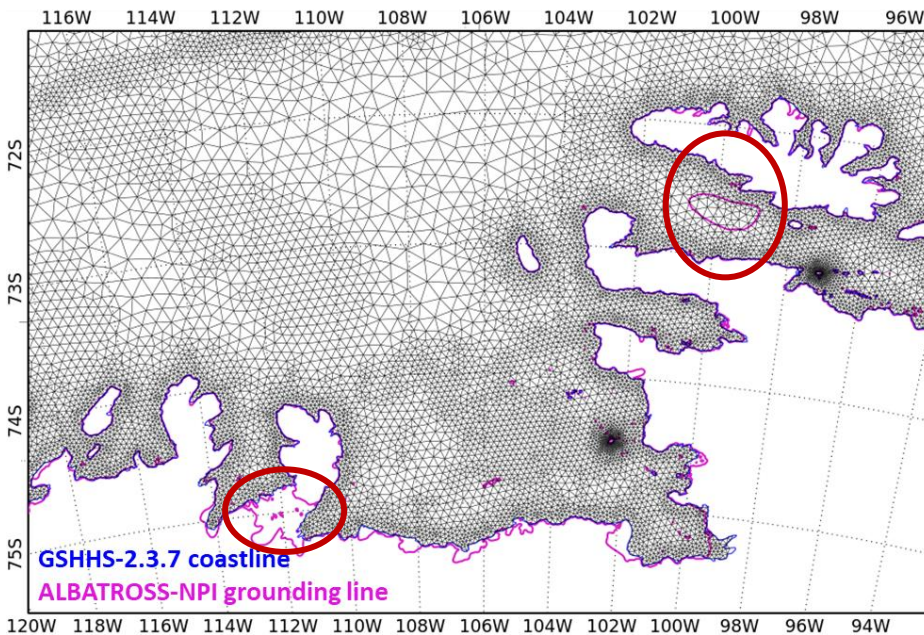 116W 114W 112W 110W 108W 106W 104W 102W 100W 98W 96W
72S
73S
74S
75S
GSHHS-2.3.7 coastline
ALBATROSS-NPI grounding line
120W 118W 116W 114W 112W 110W 108W 106W 104W 102W 100W 98W 96W 94W